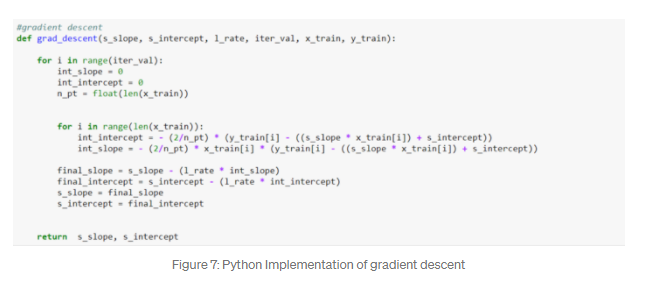 #gradient descent
def grad_descent(s_slope, s_intercept, l_rate, iter_val, x_train, y_train):
for i in range(iter_val):
int_slope = 0
int_intercept = 0
n_pt = float(len(x_train))
for i in range(len(x_train)):
int_intercept = - (2/n_pt) * (y_train[i] - ((s_slope * x_train[i]) + s_intercept))
int_slope = - (2/n_pt) * x_train[i] * (y_train[i] - ((s_slope * x_train[i]) + s_intercept))
final_slope = s_slope - (l_rate * int_slope)
final_intercept = s_intercept - (l_rate * int_intercept)
s_slope = final_slope
s_intercept = final_intercept
return s_slope, s_intercept
Figure 7: Python Implementation of gradient descent